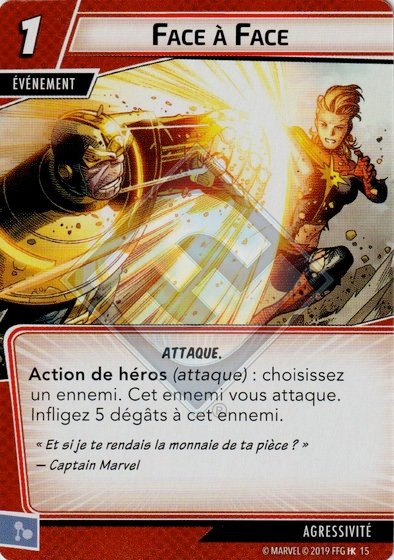 1
FACE À FACE
ÉVÉNEMENT
ATTAQUE.
Action de héros (attaque) : choisissez
un ennemi. Cet ennemi vous attaque.
Infligez 5 dégâts à cet ennemi.
« Et si je te rendais la monnaie de ta pièce ? »
— Captain Marvel
AGRESSIVITÉ
© MARVEL © 2019 FFG HK 15